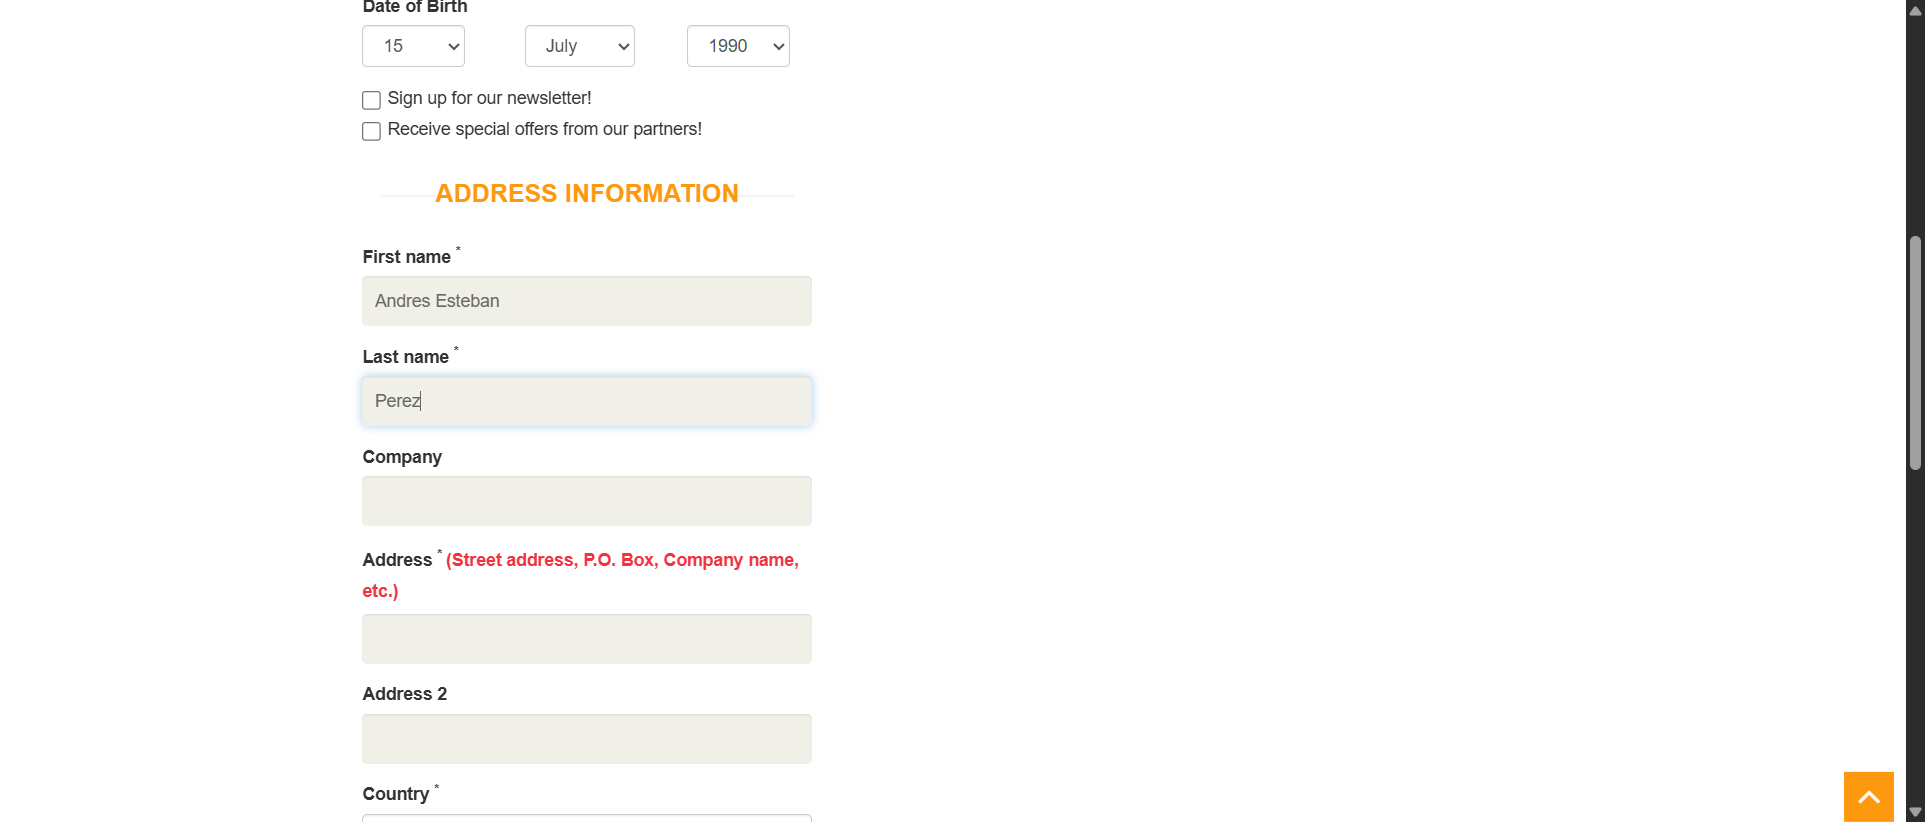 Date of Birth
15 July 1990
Sign up for our newsletter!
Receive special offers from our partners!
ADDRESS INFORMATION
First name *
Andres Esteban
Last name *
Perez
Company
Address * (Street address, P.O. Box, Company name,
etc.)
Address 2
Country *